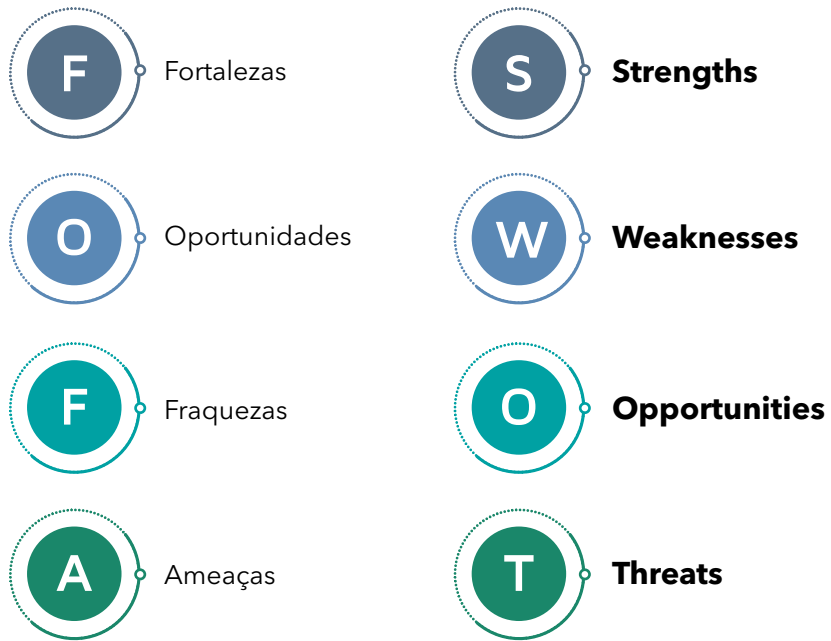 F Fortalezas
S Strengths
O Oportunidades
W Weaknesses
F Fraquezas
O Opportunities
A Ameaças
T Threats